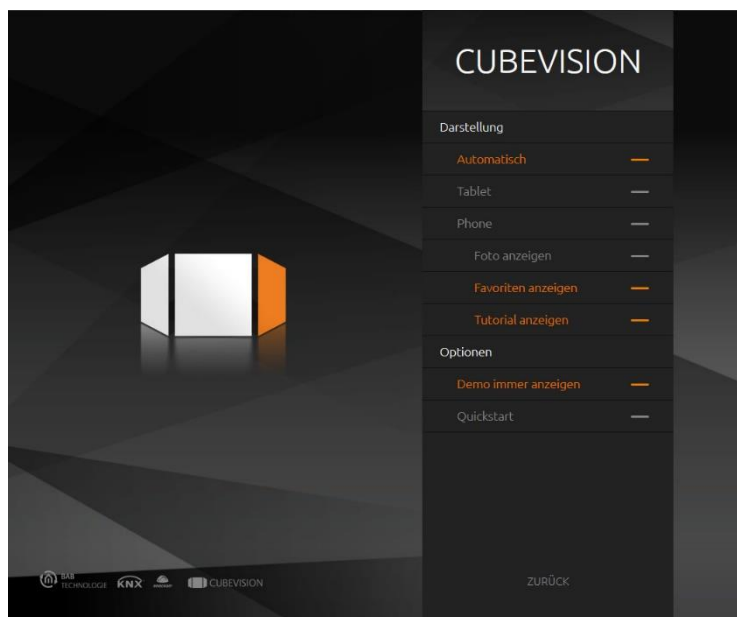 CUBEVISION
Darstellung
Automatisch
Tablet
Phone
Foto anzeigen
Favoriten anzeigen
Tutorial anzeigen
Optionen
Demo immer anzeigen
Quickstart
BAB
TECHNOLOGIE
KNX
CUBEVISION
ZURÜCK